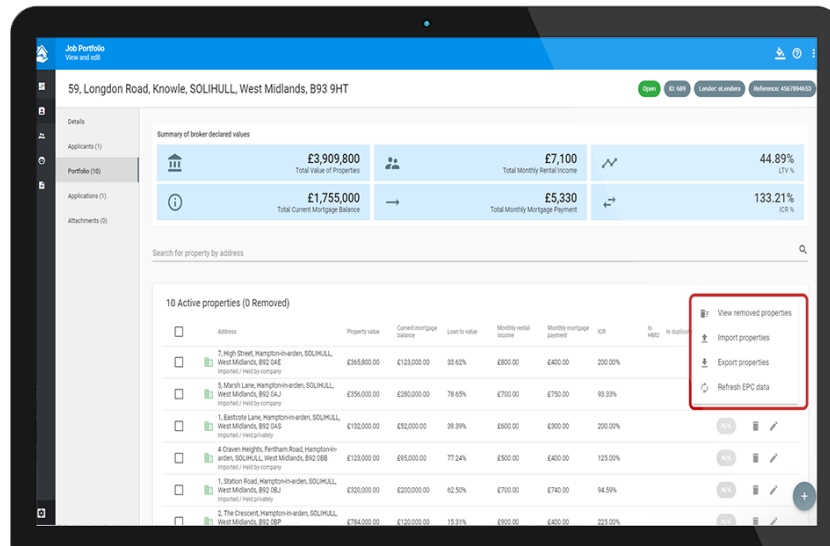 Job Portfolio
View and edit
59, Longdon Road, Knowle, SOLIHULL, West Midlands, B93 9HT
Open
ID: 689
Lender: eLenders
Reference: 4567894653
Details
Applicants (1)
Portfolio (10)
Applications (1)
Attachments (0)
Summary of broker declared values
£3,909,800
Total Value of Properties
£7,100
Total Monthly Rental Income
44.89%
LTV %
£1,755,000
Total Current Mortgage Balance
£5,330
Total Monthly Mortgage Payment
133.21%
ICR %
Search for property by address
10 Active properties (0 Removed)
View removed properties
Import properties
Export properties
Refresh EPC data
Address
Property value
Current mortgage
balance
Loan to value
Monthly rental
income
Monthly mortgage
payment
ICR
Is
HMO
Is duplicate
7, High Street, Hampton-in-arden, SOLIHULL,
West Midlands, B92 0AE
Imported / Held by company
£365,800.00
£123,000.00
33.62%
£800.00
£400.00
200.00%
5, Marsh Lane, Hampton-in-arden, SOLIHULL,
West Midlands, B92 0AJ
Imported / Held by company
£356,000.00
£280,000.00
78.65%
£700.00
£750.00
93.33%
1, Eastcote Lane, Hampton-in-arden, SOLIHULL,
West Midlands, B92 0AS
Imported / Held privately
£132,000.00
£52,000.00
39.39%
£600.00
£300.00
200.00%
N/A
4 Craven Heights, Fentham Road, Hampton-in-
arden, SOLIHULL, West Midlands, B92 0BB
Imported / Held by company
£123,000.00
£95,000.00
77.24%
£500.00
£400.00
125.00%
N/A
1, Station Road, Hampton-in-arden, SOLIHULL,
West Midlands, B92 0BJ
Imported / Held privately
£320,000.00
£200,000.00
62.50%
£700.00
£740.00
94.59%
N/A
2, The Crescent, Hampton-in-arden, SOLIHULL,
West Midlands, B92 0BP
£784,000.00
£120,000.00
15.31%
£900.00
£400.00
225.00%
N/A